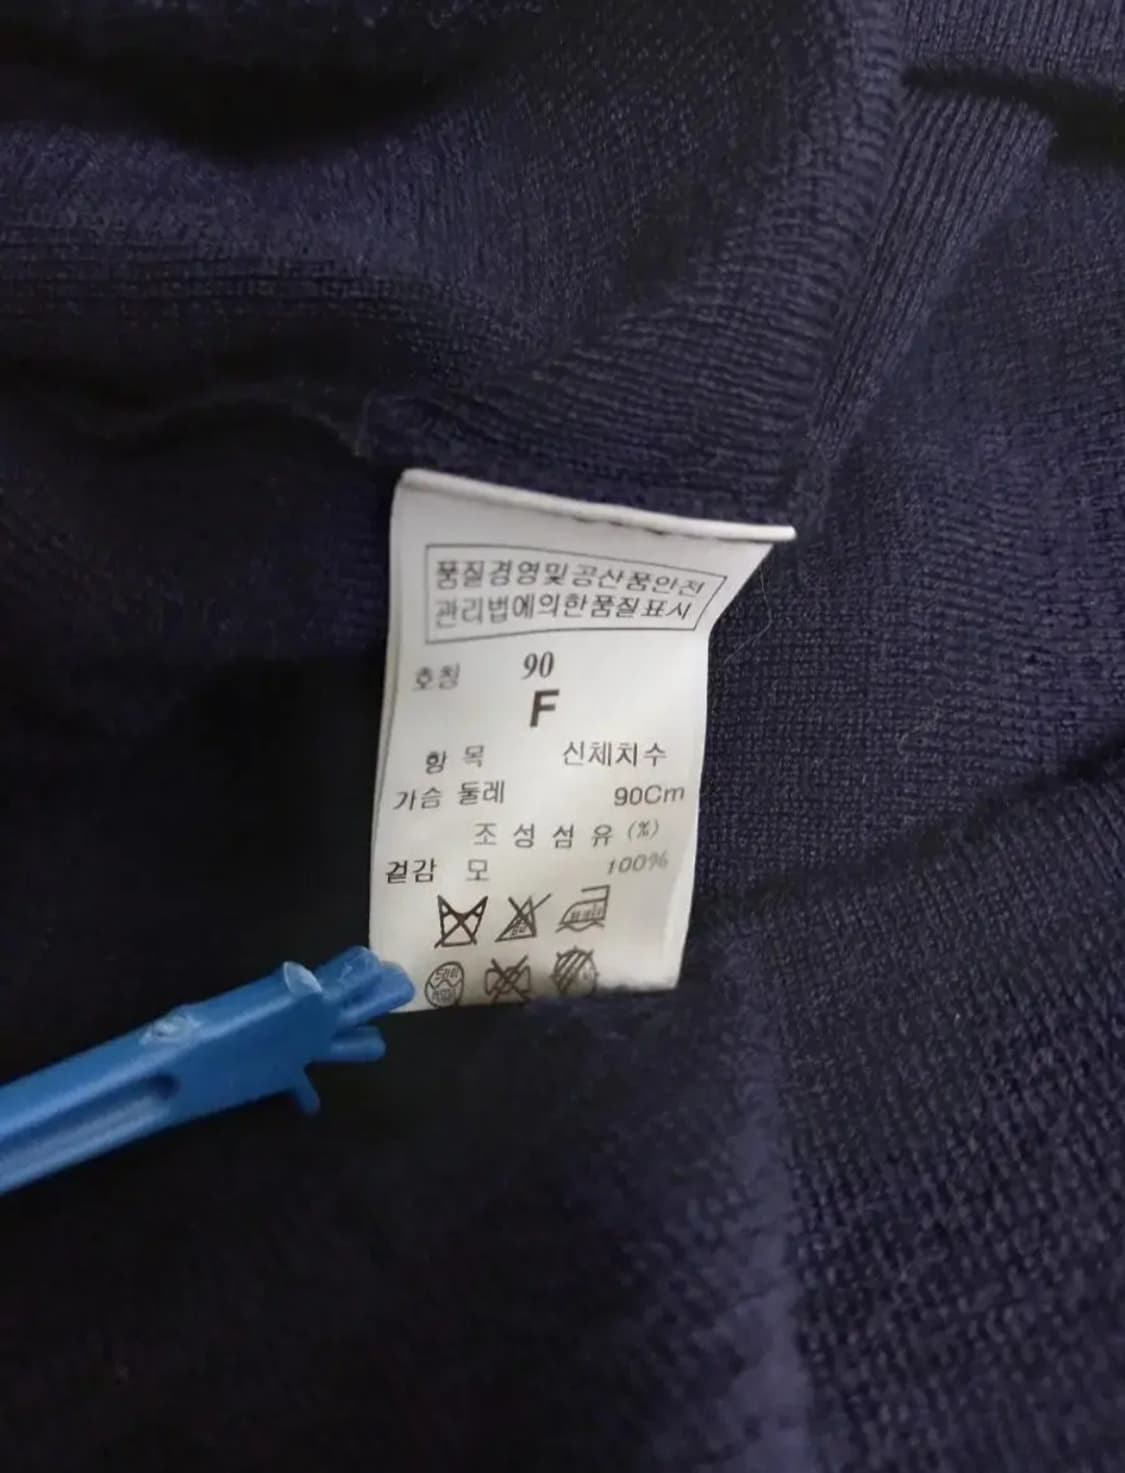 품질경영및공산품안전
관리법에의한품질표시
호칭 90
F
항 목 신체치수
가슴 둘레 90Cm
조 성 섬 유 (%)
겉감 모 100%